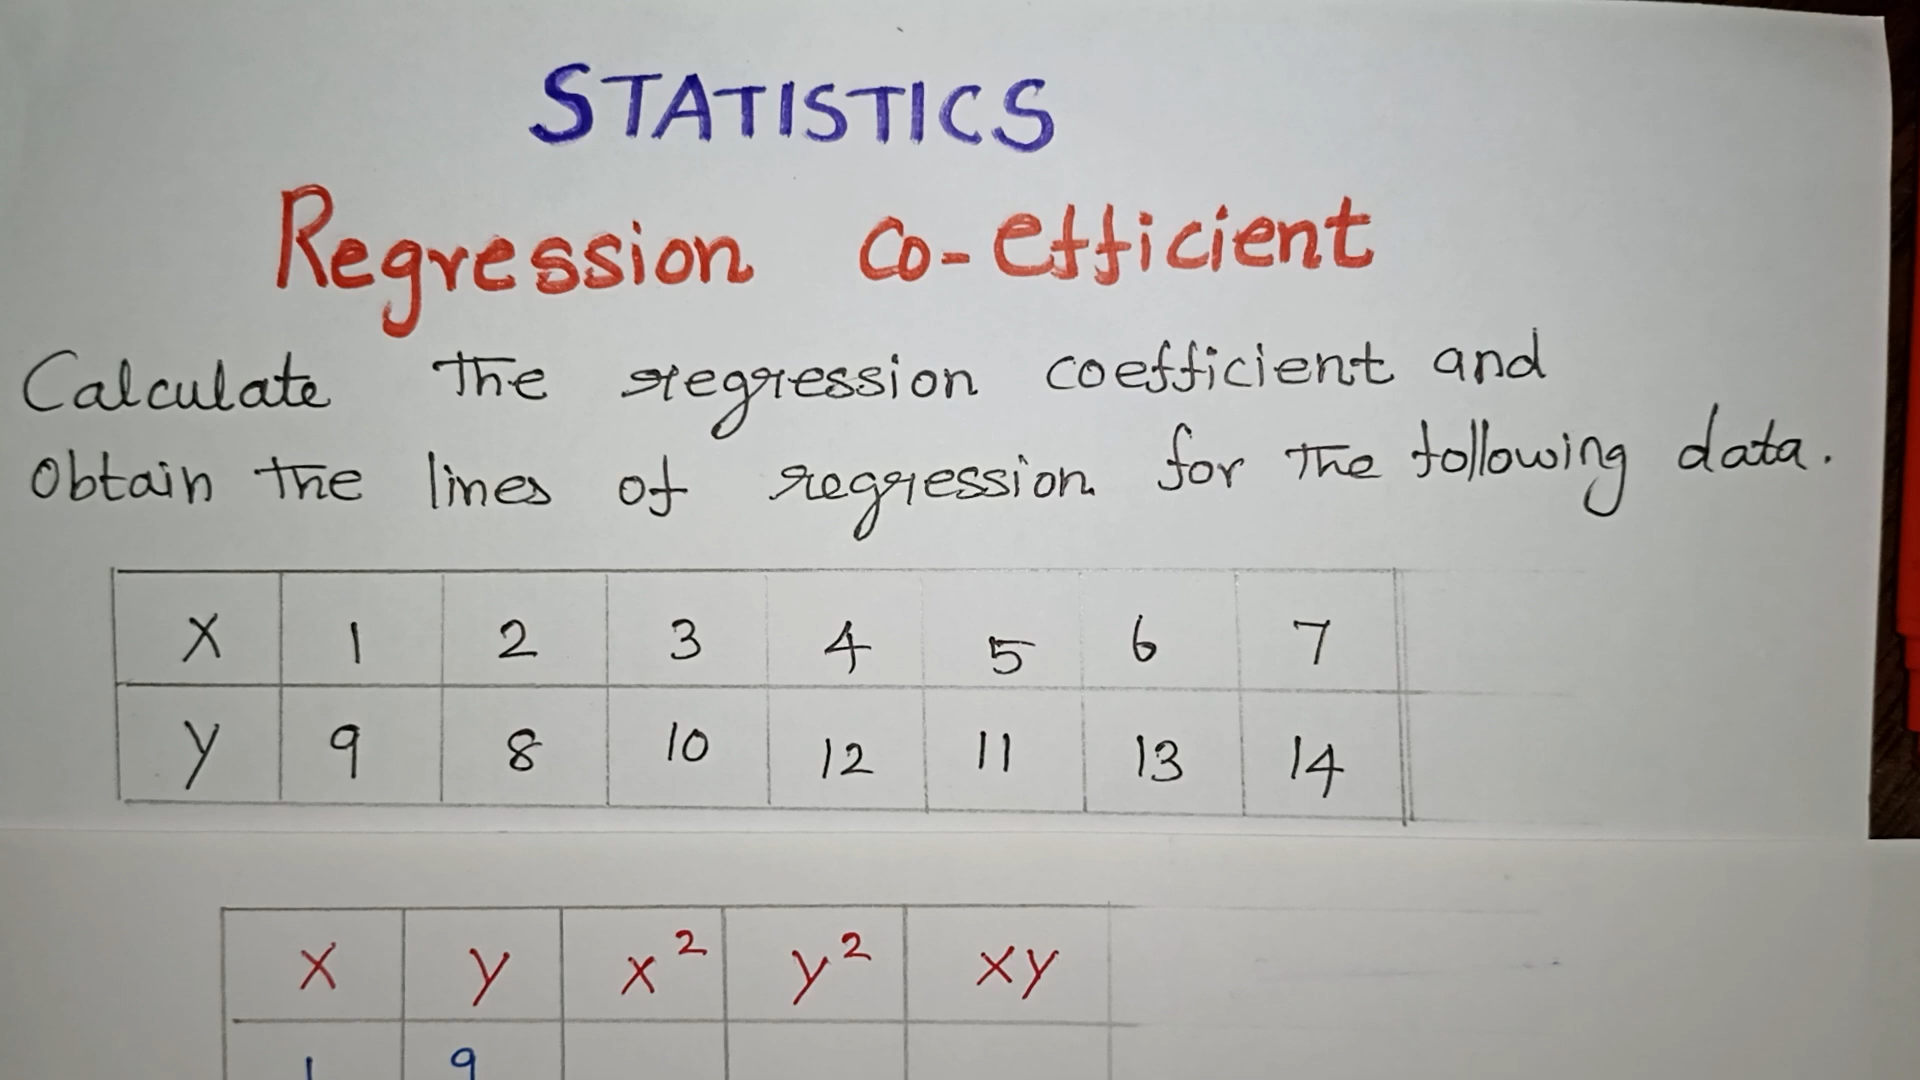 STATISTICS
Regression Co-efficient
Calculate the regression coefficient and
Obtain the lines of regression for the following data.
X 1 2 3 4 5 6 7
y 9 8 10 12 11 13 14
X y x² y² xy
1 9